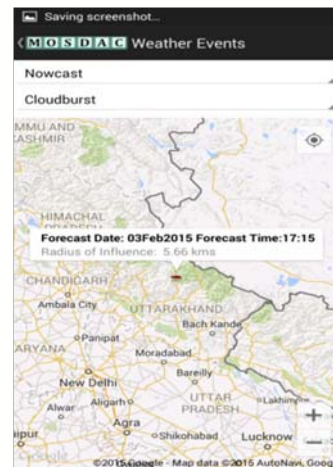 Saving screenshot...
MOSDAC Weather Events
Nowcast
Cloudburst
MMU AND
KASHMIR
HIMACHAL
PRADESH
Forecast Date: 03Feb2015 Forecast Time:17:15
Radius of Influence: 5.66 kms
CHANDIGARH
Ambala City
UTTARAKHAND
Bach Kande
ARYANA
Panipat
Moradabad
New Delhi
Bareilly
Alwar
Aligarh
UTTAR
PRADESH
Lakhimpur
Agra
ipur
Shikohabad
Lucknow
©2015 Google - Map data ©2015 AutoNavi, Goog